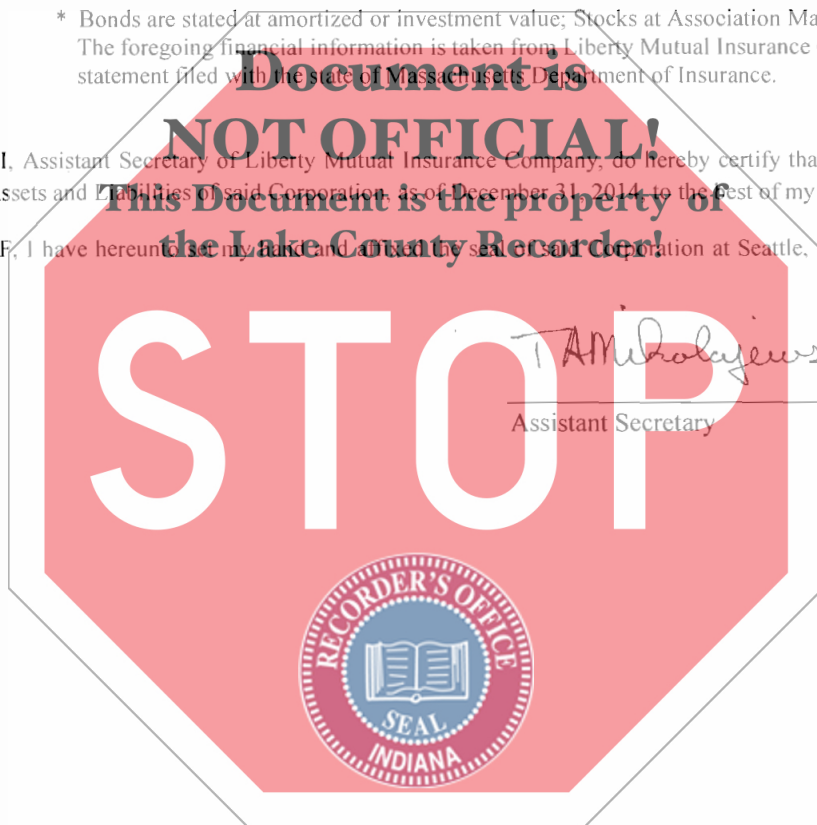 * Bonds are stated at amortized or investment value; Stocks at Association Ma
The foregoing financial information is taken from Liberty Mutual Insurance
statement filed with the state of Massachusetts Department of Insurance.
Document is
NOT OFFICIAL!
I, Assistant Secretary of Liberty Mutual Insurance Company, do hereby certify tha
This Document is the property of
ssets and Liabilities of said Corporation, as of December 31, 2014, to the best of my
the Lake County Recorder!
F, I have hereunto set my hand and affixed the seal of said Corporation at Seattle,
STOP
TAMikolajews
Assistant Secretary
RECORDER'S OFFICE
SEAL
INDIANA